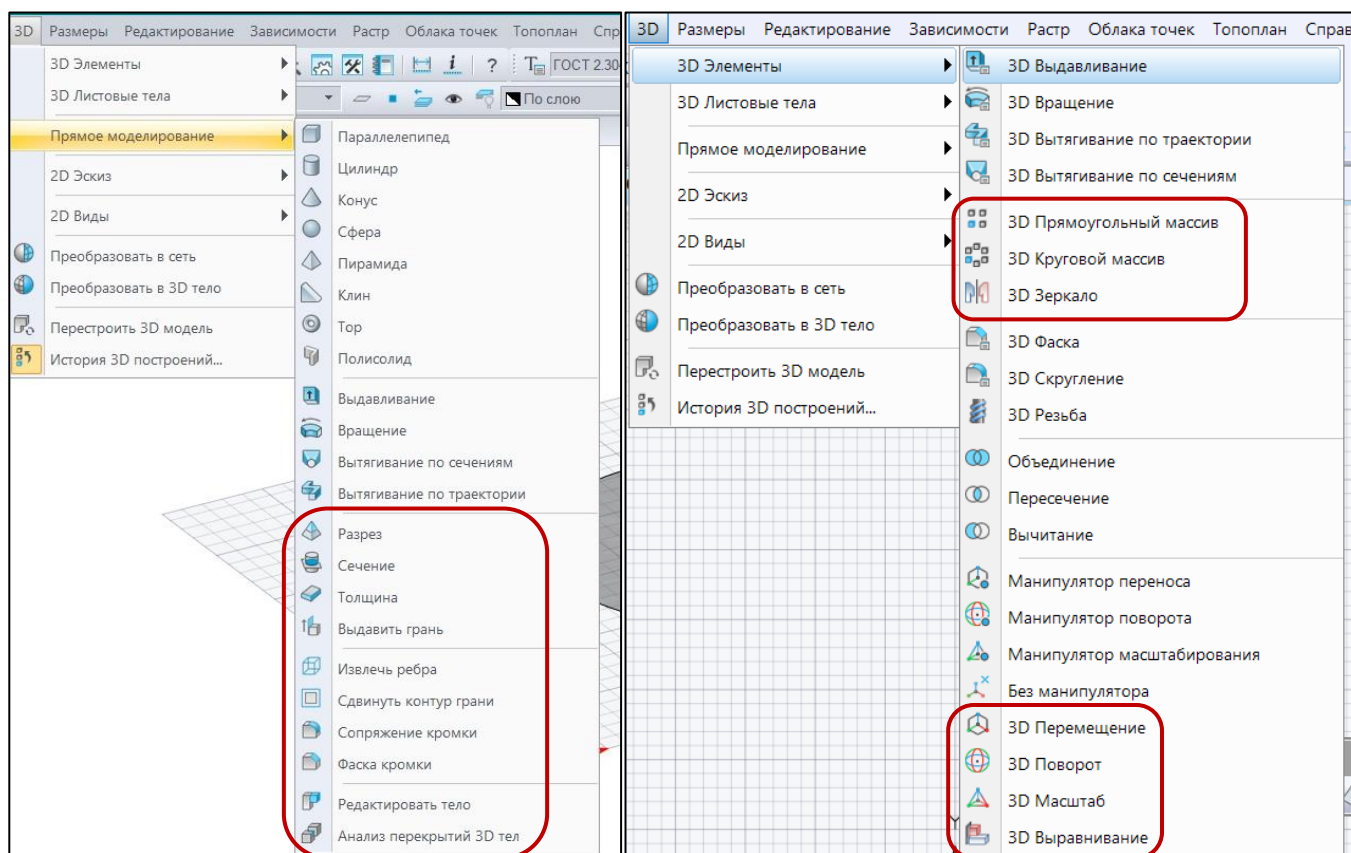 3D Размеры Редактирование Зависимости Растр Облака точек Топоплан Спр
3D Элементы
3D Листовые тела
Прямое моделирование
2D Эскиз
2D Виды
Преобразовать в сеть
Преобразовать в 3D тело
Перестроить 3D модель
История 3D построений...
ГОСТ 2.30
По слою
Параллелепипед
Цилиндр
Конус
Сфера
Пирамида
Клин
Тор
Полисолид
Выдавливание
Вращение
Вытягивание по сечениям
Вытягивание по траектории
Разрез
Сечение
Толщина
Выдавить грань
Извлечь ребра
Сдвинуть контур грани
Сопряжение кромки
Фаска кромки
Редактировать тело
Анализ перекрытий 3D тел
3D Размеры Редактирование Зависимости Растр Облака точек Топоплан Справ
3D Элементы
3D Листовые тела
Прямое моделирование
2D Эскиз
2D Виды
Преобразовать в сеть
Преобразовать в 3D тело
Перестроить 3D модель
История 3D построений...
3D Выдавливание
3D Вращение
3D Вытягивание по траектории
3D Вытягивание по сечениям
3D Прямоугольный массив
3D Круговой массив
3D Зеркало
3D Фаска
3D Скругление
3D Резьба
Объединение
Пересечение
Вычитание
Манипулятор переноса
Манипулятор поворота
Манипулятор масштабирования
Без манипулятора
3D Перемещение
3D Поворот
3D Масштаб
3D Выравнивание
Y